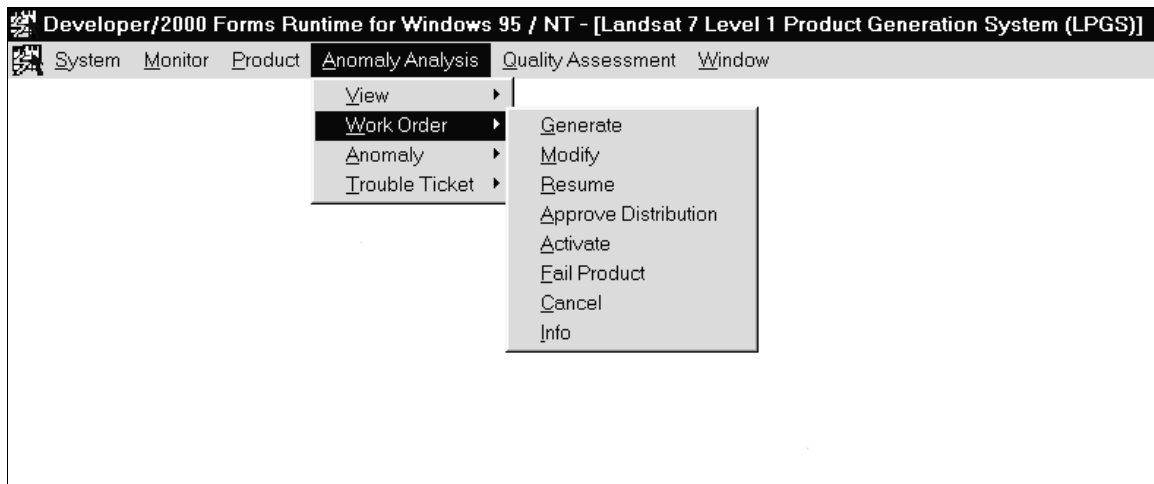 Developer/2000 Forms Runtime for Windows 95 / NT - [Landsat 7 Level 1 Product Generation System (LPGS)]
System Monitor Product Anomaly Analysis Quality Assessment Window
View
Work Order
Anomaly
Trouble Ticket
Generate
Modify
Resume
Approve Distribution
Activate
Fail Product
Cancel
Info